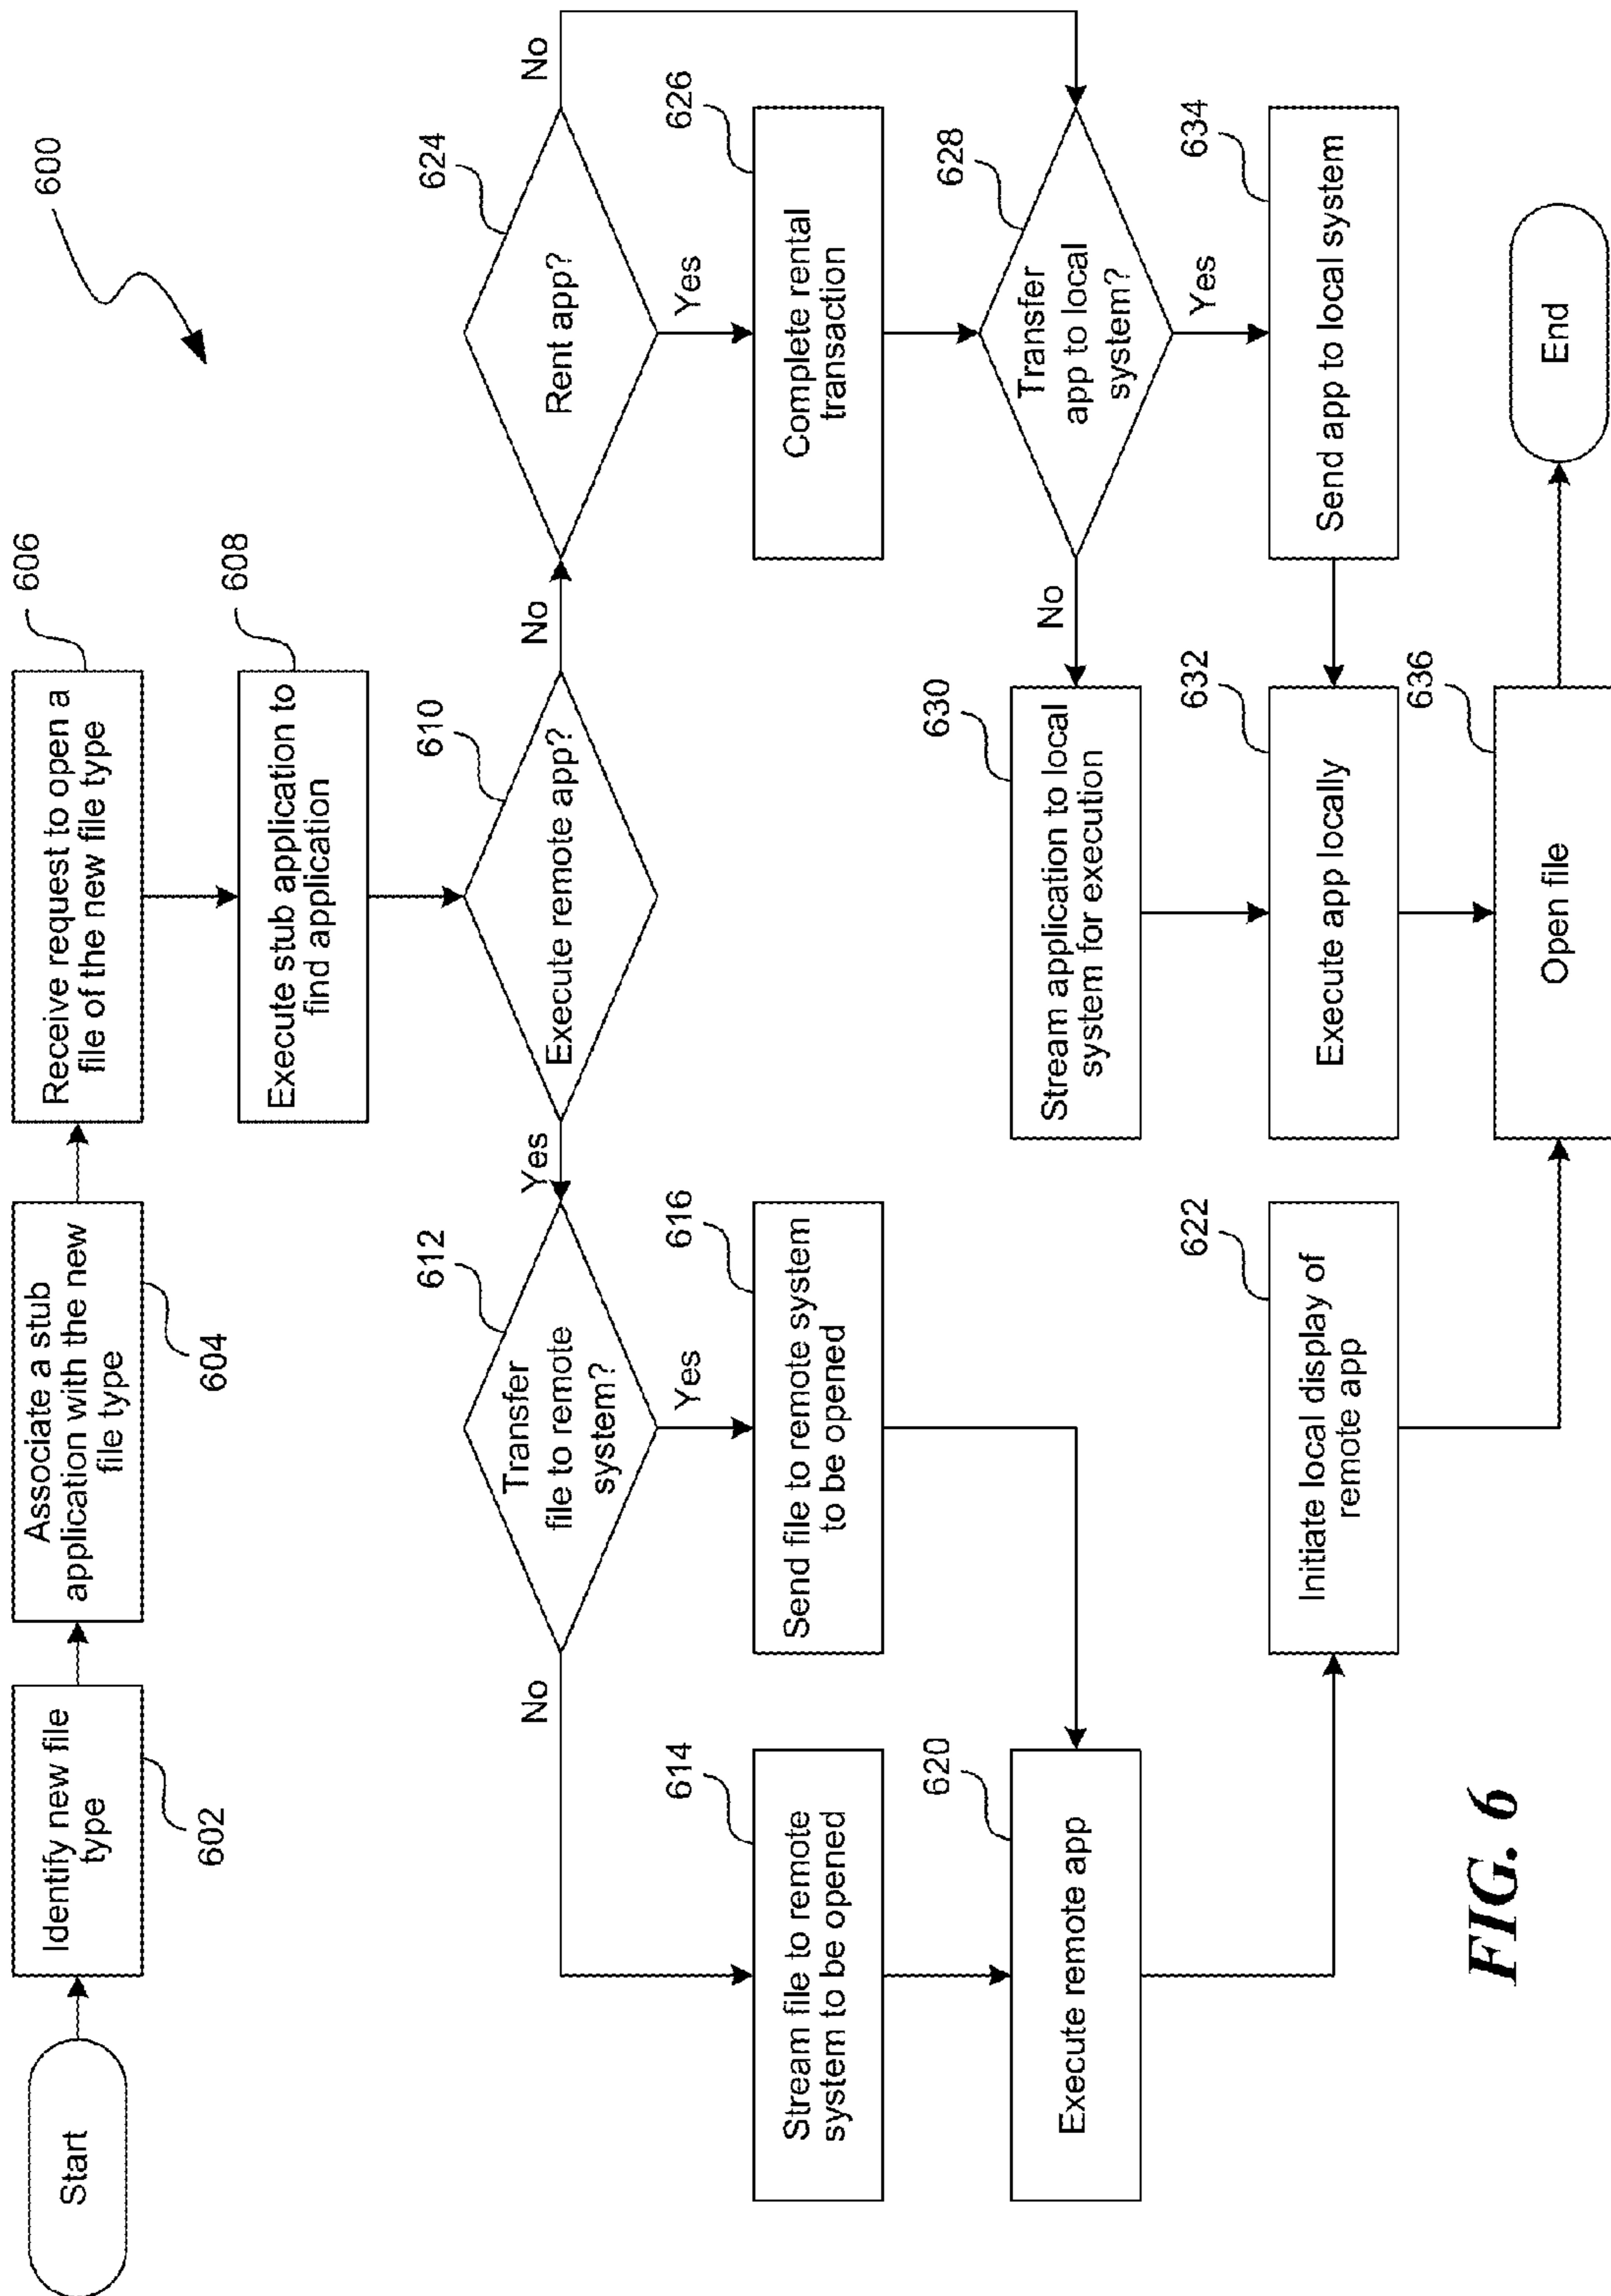 600
Start
Identify new file
type
602
Associate a stub
application with the new
file type
604
Receive request to open a
file of the new file type
606
Execute stub application to
find application
608
Execute remote app?
610
Yes
No
Transfer
file to remote
system?
612
No
Yes
Stream file to remote
system to be opened
614
Send file to remote system
to be opened
616
Execute remote app
620
Initiate local display of
remote app
622
Rent app?
624
No
Yes
Complete rental
transaction
626
Transfer
app to local
system?
628
No
Yes
Stream application to local
system for execution
630
Execute app locally
632
Send app to local system
634
Open file
636
End
FIG. 6